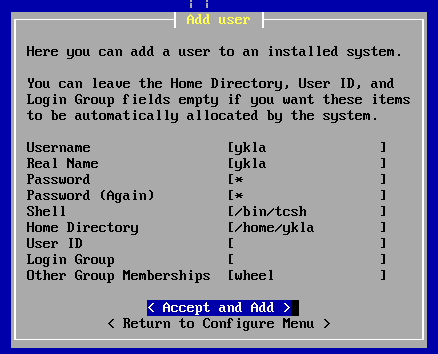 Add user
Here you can add a user to an installed system.
You can leave the Home Directory, User ID, and
Login Group fields empty if you want these items
to be automatically allocated by the system.
Username [ykla ]
Real Name [ykla ]
Password [* ]
Password (Again) [* ]
Shell [/bin/tcsh ]
Home Directory [/home/ykla ]
User ID [ ]
Login Group [ ]
Other Group Memberships [wheel ]
< Accept and Add >
< Return to Configure Menu >